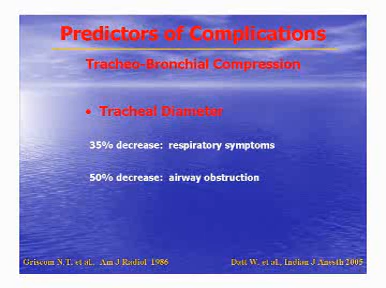 Predictors of Complications
Tracheo-Bronchial Compression
• Tracheal Diameter
35% decrease: respiratory symptoms
50% decrease: airway obstruction
Griscom N.T. et al. Am J Radiol 1986
Datt W. et al., Indian J Anesth 2005